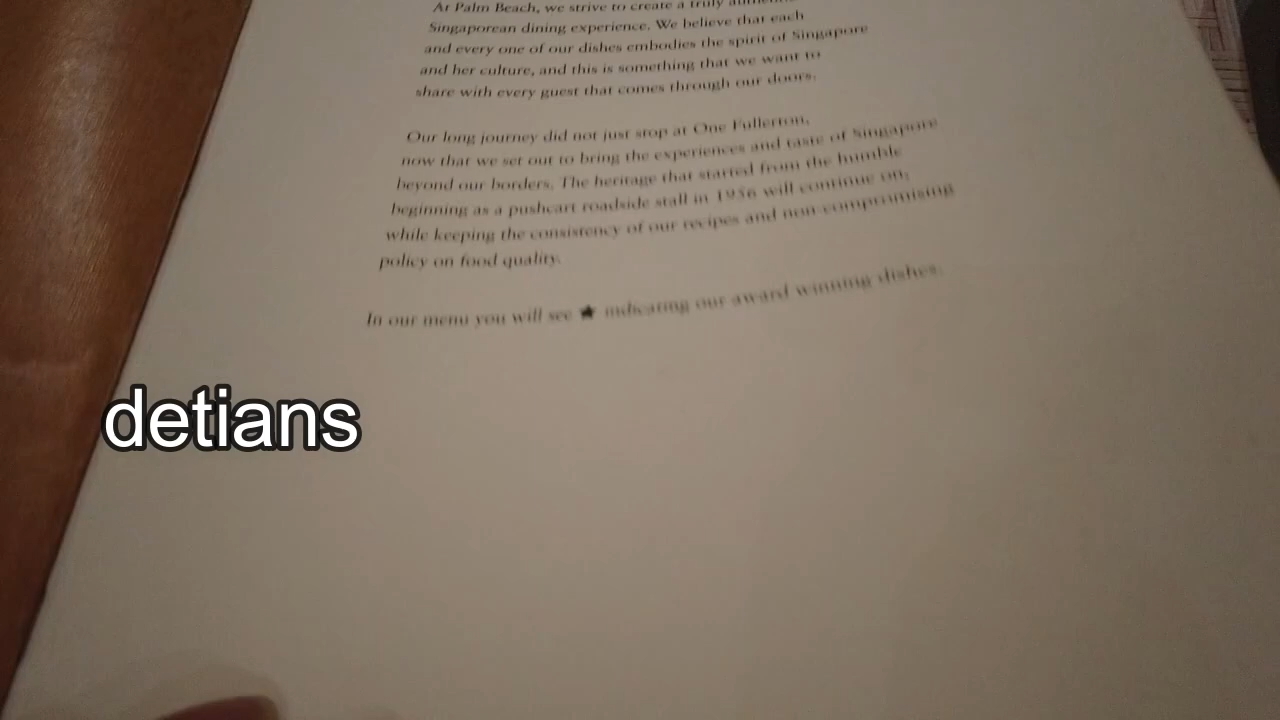 At Palm Beach, we strive to create a truly
Singaporean dining experience. We believe that each
and every one of our dishes embodies the spirit of Singapore
and her culture, and this is something that we want to
share with every guest that comes through our doors.
Our long journey did not just stop at One Fullerton,
now that we set out to bring the experiences and taste of Singapore
beyond our borders. The heritage that started from the humble
beginning as a pushcart roadside stall in 1956 will continue on,
while keeping the consistency of our recipes and non-compromising
policy on food quality.
In our menu you will see ★ indicating our award winning dishes.
detians